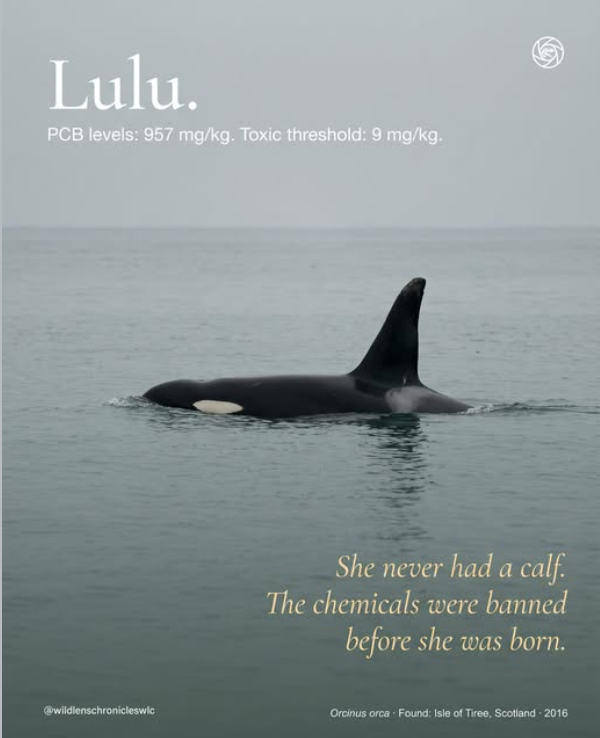 Lulu.
PCB levels: 957 mg/kg. Toxic threshold: 9 mg/kg.
She never had a calf.
The chemicals were banned
before she was born.
@wildlenschronicleswlc
Orcinus orca · Found: Isle of Tiree, Scotland · 2016